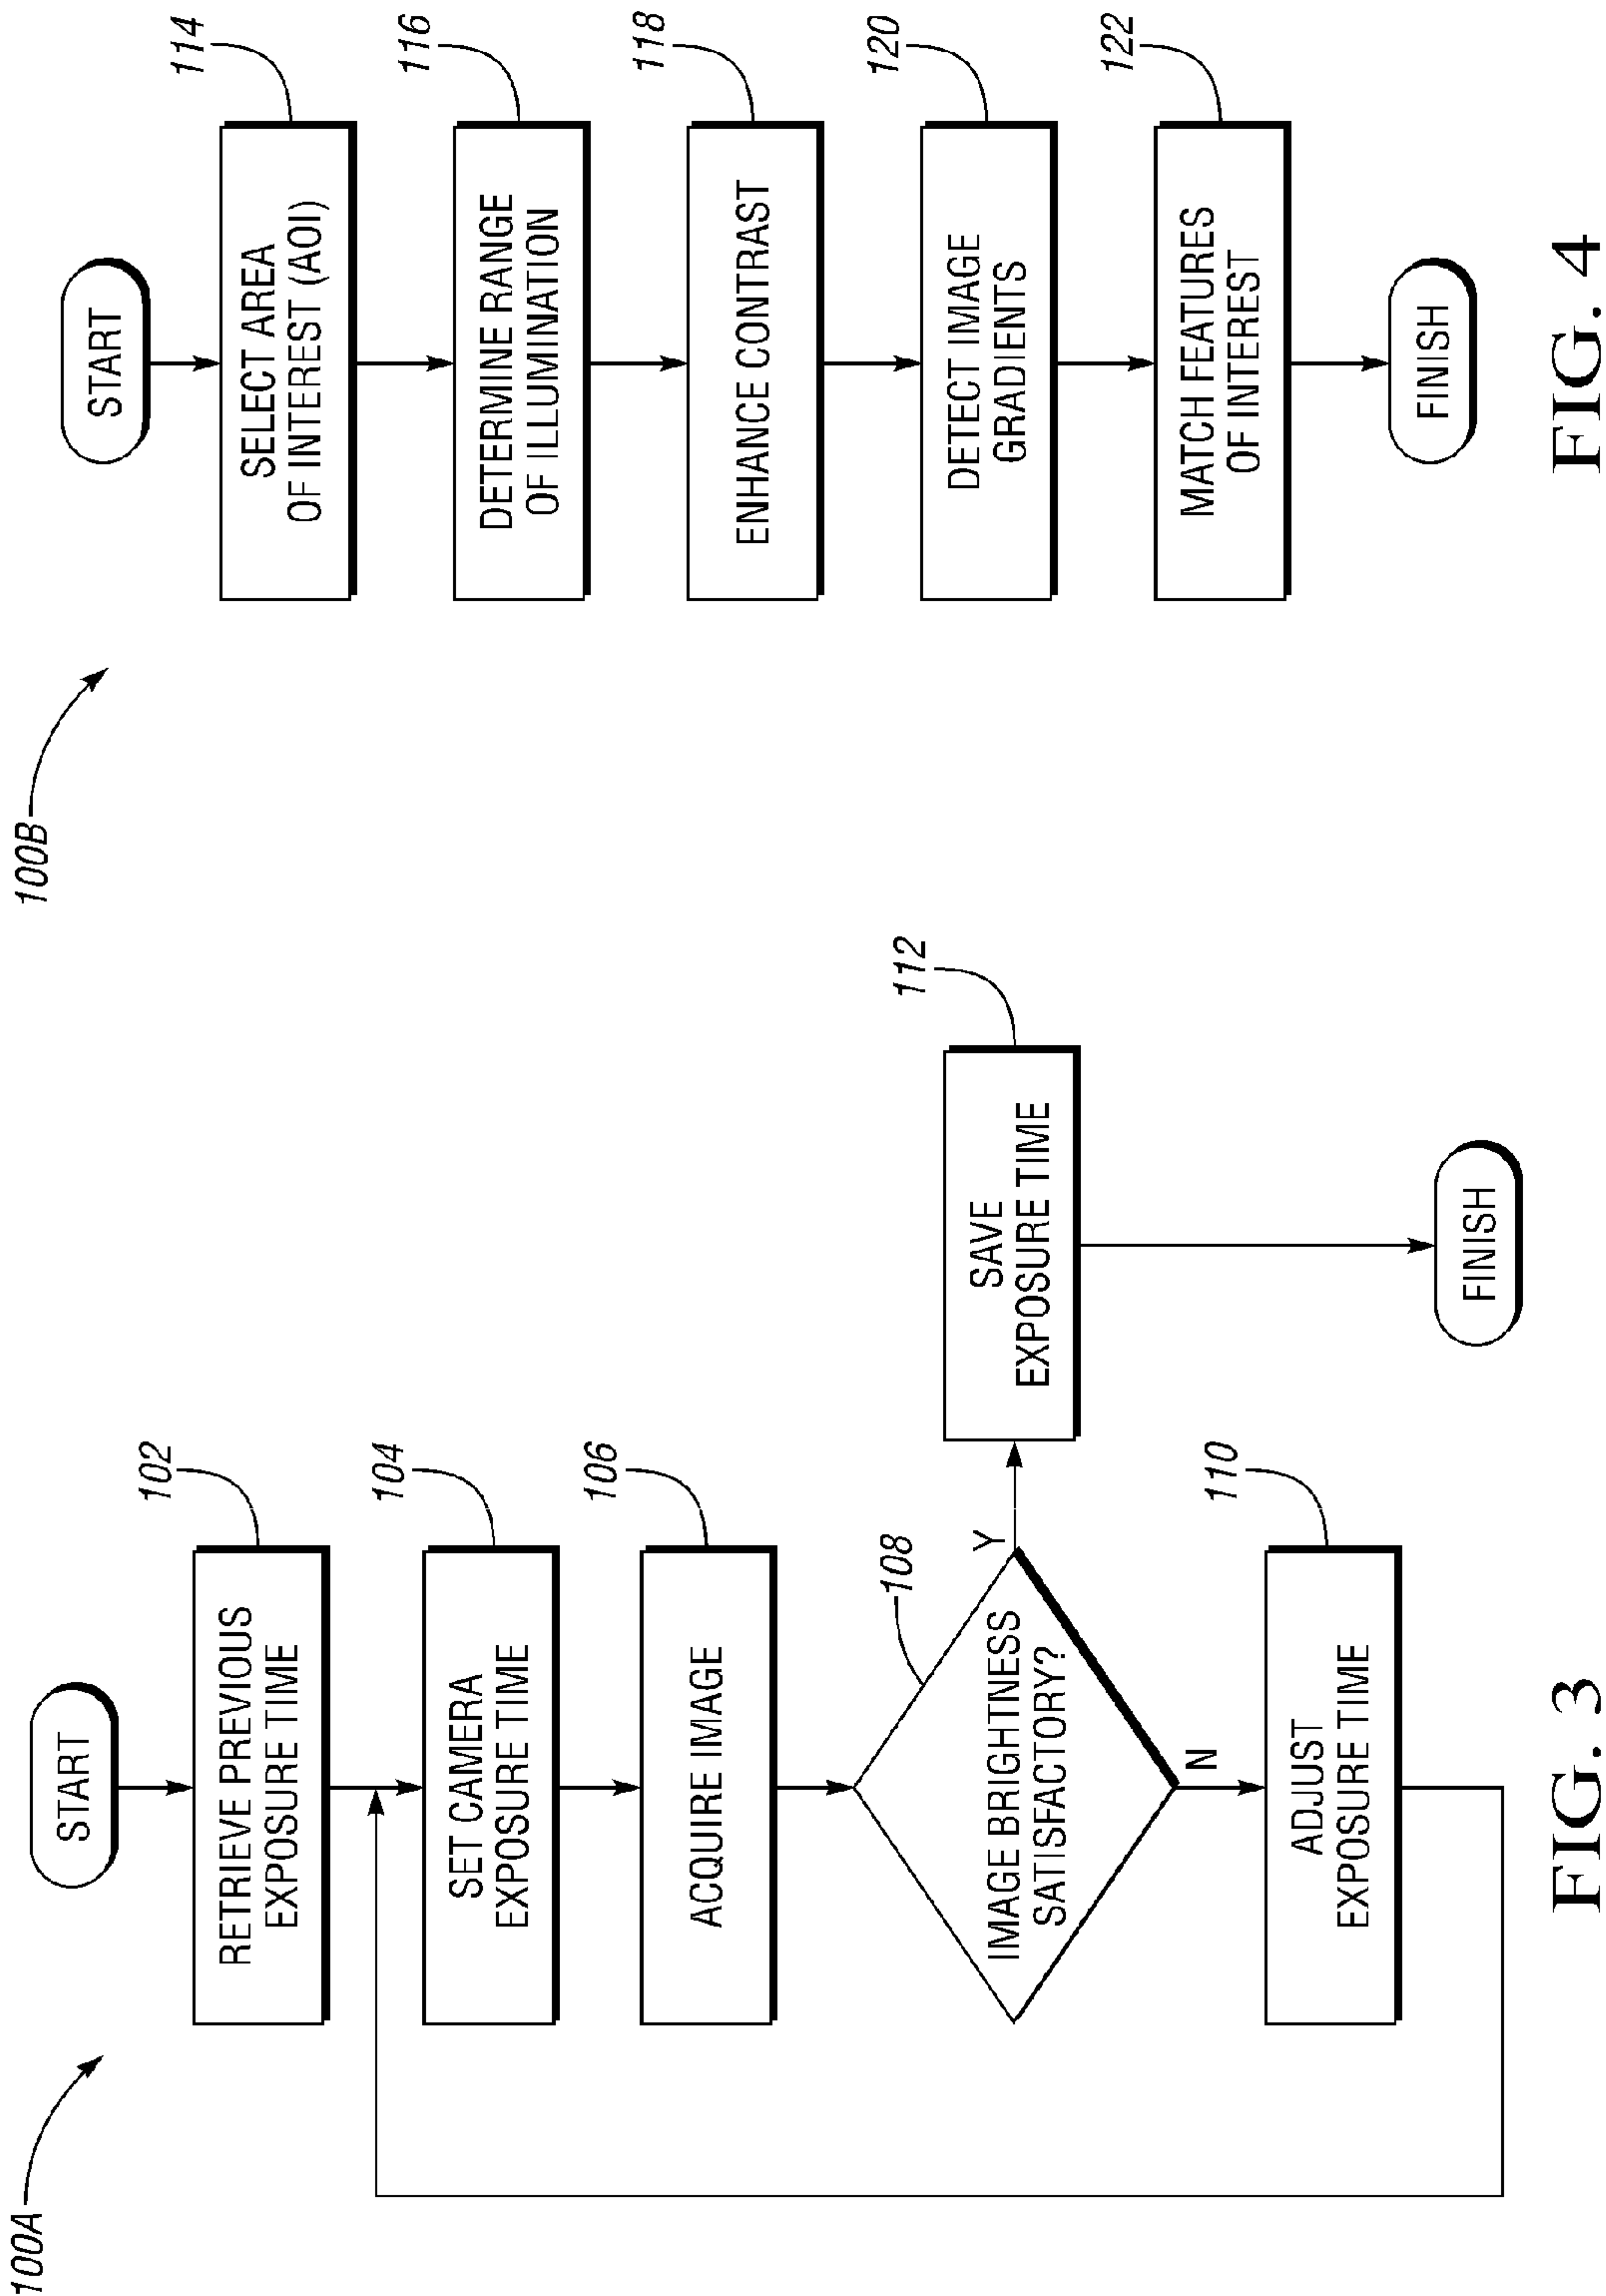 100A
START
RETRIEVE PREVIOUS
EXPOSURE TIME
102
SET CAMERA
EXPOSURE TIME
104
ACQUIRE IMAGE
106
IMAGE BRIGHTNESS
SATISFACTORY?
108
Y
N
SAVE
EXPOSURE TIME
112
ADJUST
EXPOSURE TIME
110
FINISH
FIG. 3
100B
START
SELECT AREA
OF INTEREST (AOI)
114
DETERMINE RANGE
OF ILLUMINATION
116
ENHANCE CONTRAST
118
DETECT IMAGE
GRADIENTS
120
MATCH FEATURES
OF INTEREST
122
FINISH
FIG. 4